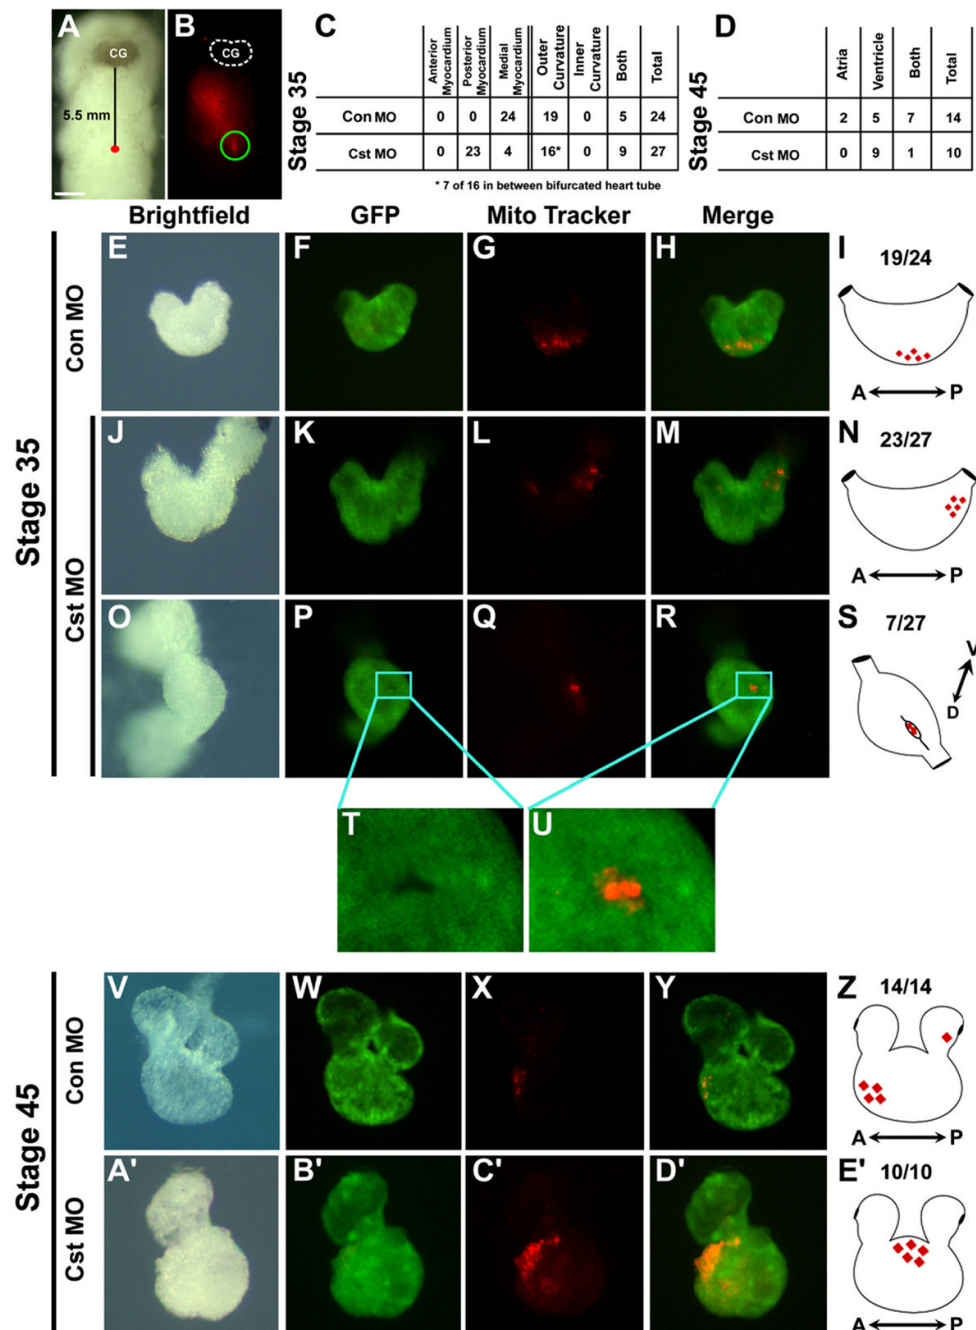 A
CG
5.5 mm
B
CG
C
Stage 35
Anterior Myocardium
Posterior Myocardium
Medial Myocardium
Outer Curvature
Inner Curvature
Both
Total
Con MO 0 0 24 19 0 5 24
Cst MO 0 23 4 16* 0 9 27
* 7 of 16 in between bifurcated heart tube
D
Stage 45
Atria
Ventricle
Both
Total
Con MO 2 5 7 14
Cst MO 0 9 1 10
Brightfield GFP Mito Tracker Merge
Stage 35
Con MO
E F G H I
19/24
A P
Cst MO
J K L M N
23/27
A P
O P Q R S
7/27
V
D
T U
Stage 45
Con MO
V W X Y Z
14/14
A P
Cst MO
A' B' C' D' E'
10/10
A P